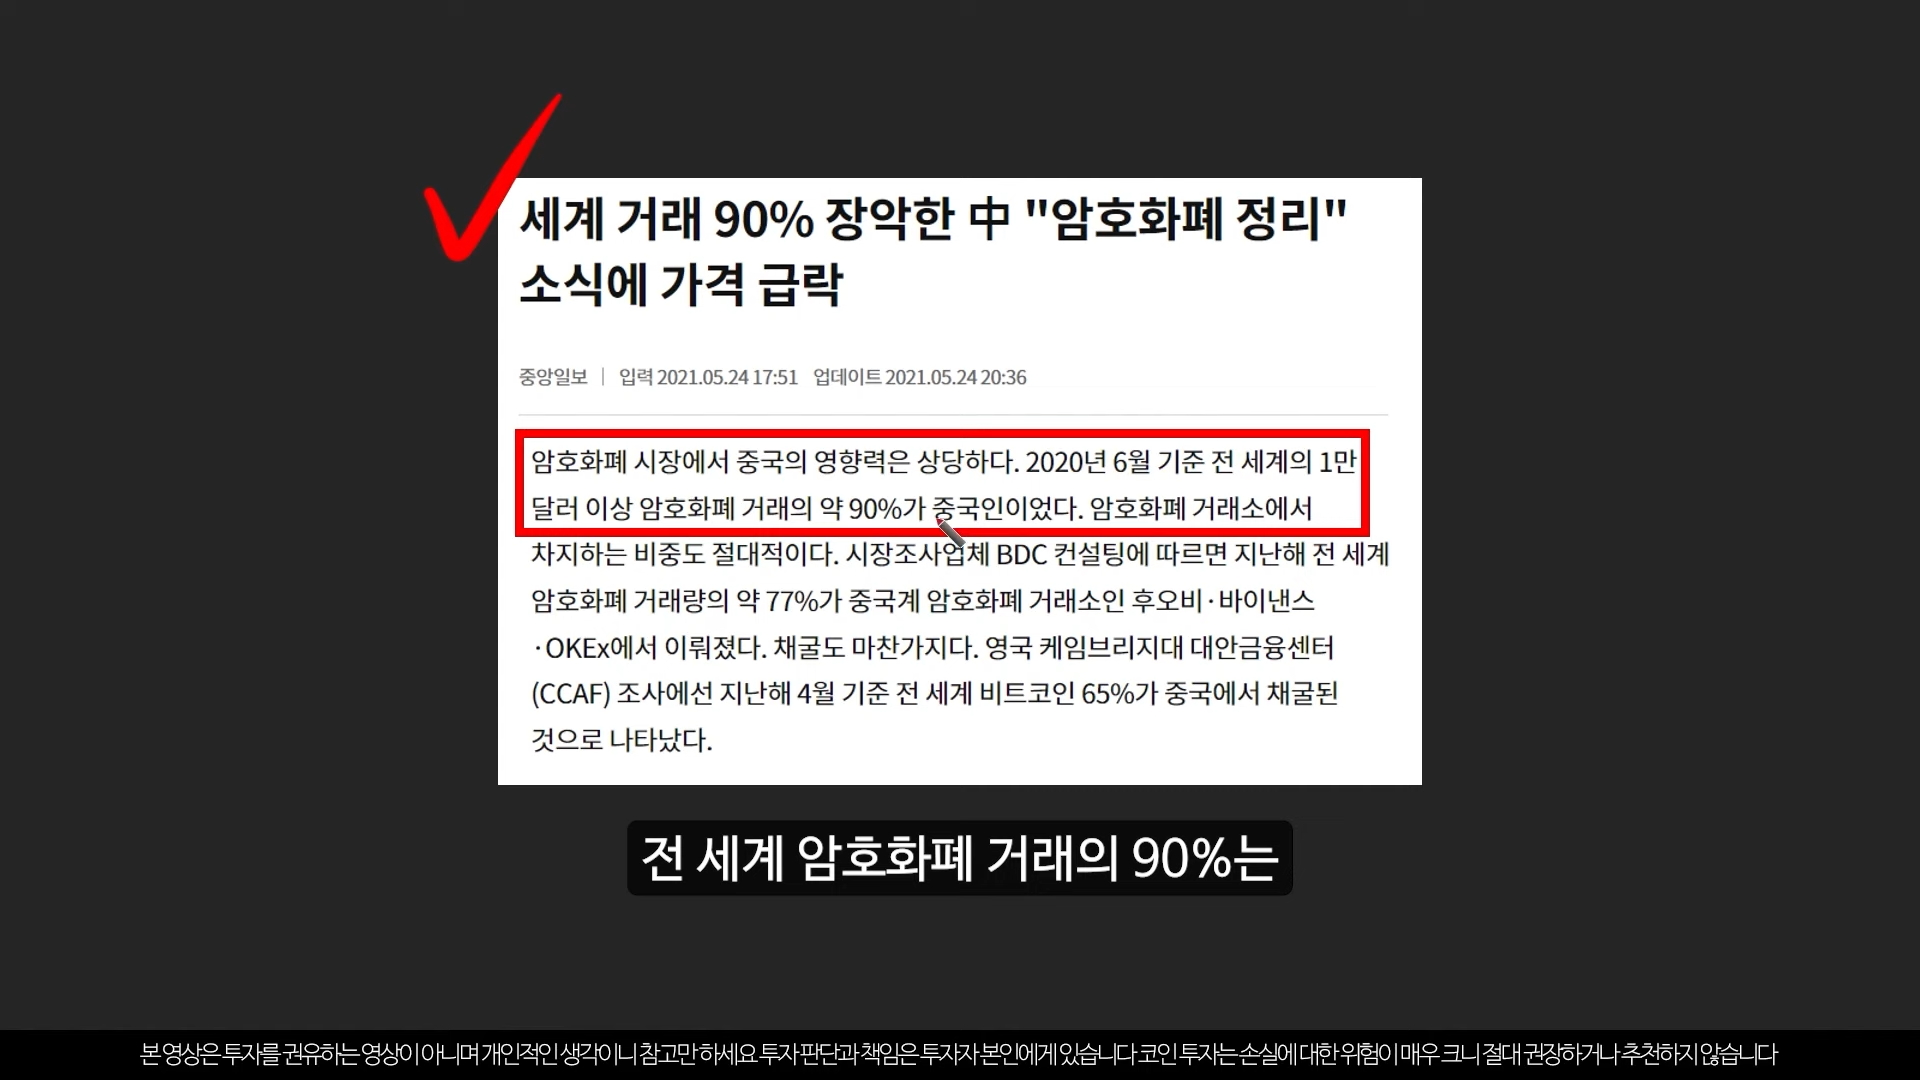 세계 거래 90% 장악한 中 "암호화폐 정리"
소식에 가격 급락
중앙일보 | 입력 2021.05.24 17:51 업데이트 2021.05.24 20:36
암호화폐 시장에서 중국의 영향력은 상당하다. 2020년 6월 기준 전 세계의 1만
달러 이상 암호화폐 거래의 약 90%가 중국인이었다. 암호화폐 거래소에서
차지하는 비중도 절대적이다. 시장조사업체 BDC 컨설팅에 따르면 지난해 전 세계
암호화폐 거래량의 약 77%가 중국계 암호화폐 거래소인 후오비·바이낸스
·OKEx에서 이뤄졌다. 채굴도 마찬가지다. 영국 케임브리지대 대안금융센터
(CCAF) 조사에선 지난해 4월 기준 전 세계 비트코인 65%가 중국에서 채굴된
것으로 나타났다.
전 세계 암호화폐 거래의 90%는
본 영상은 투자를 권유하는 영상이 아니며 개인적인 생각이니 참고만 하세요 투자 판단과 책임은 투자자 본인에게 있습니다 코인 투자는 손실에 대한 위험이 매우 크니 절대 권장하거나 추천하지 않습니다